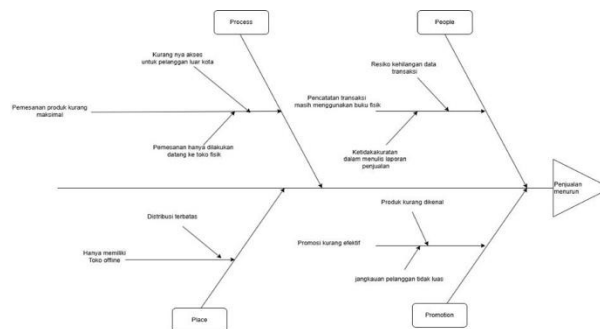 Process
People
Kurang nya akses
untuk pelanggan luar kota
Resiko kehilangan data
transaksi
Pemesanan produk kurang
maksimal
Pencatatan transaksi
masih menggunakan buku fisik
Pemesanan hanya dilakukan
datang ke toko fisik
Ketidakakuratan
dalam menulis laporan
penjualan
Penjualan
menurun
Produk kurang dikenal
Distribusi terbatas
Promosi kurang efektif
Hanya memiliki
Toko offline
jangkauan pelanggan tidak luas
Place
Promotion